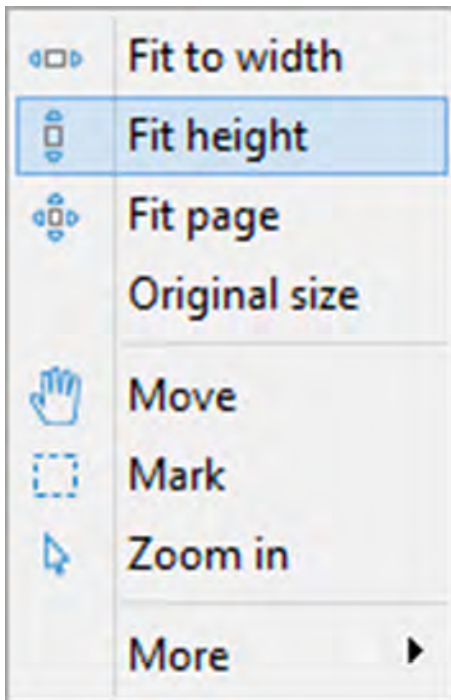 Fit to width
Fit height
Fit page
Original size
Move
Mark
Zoom in
More